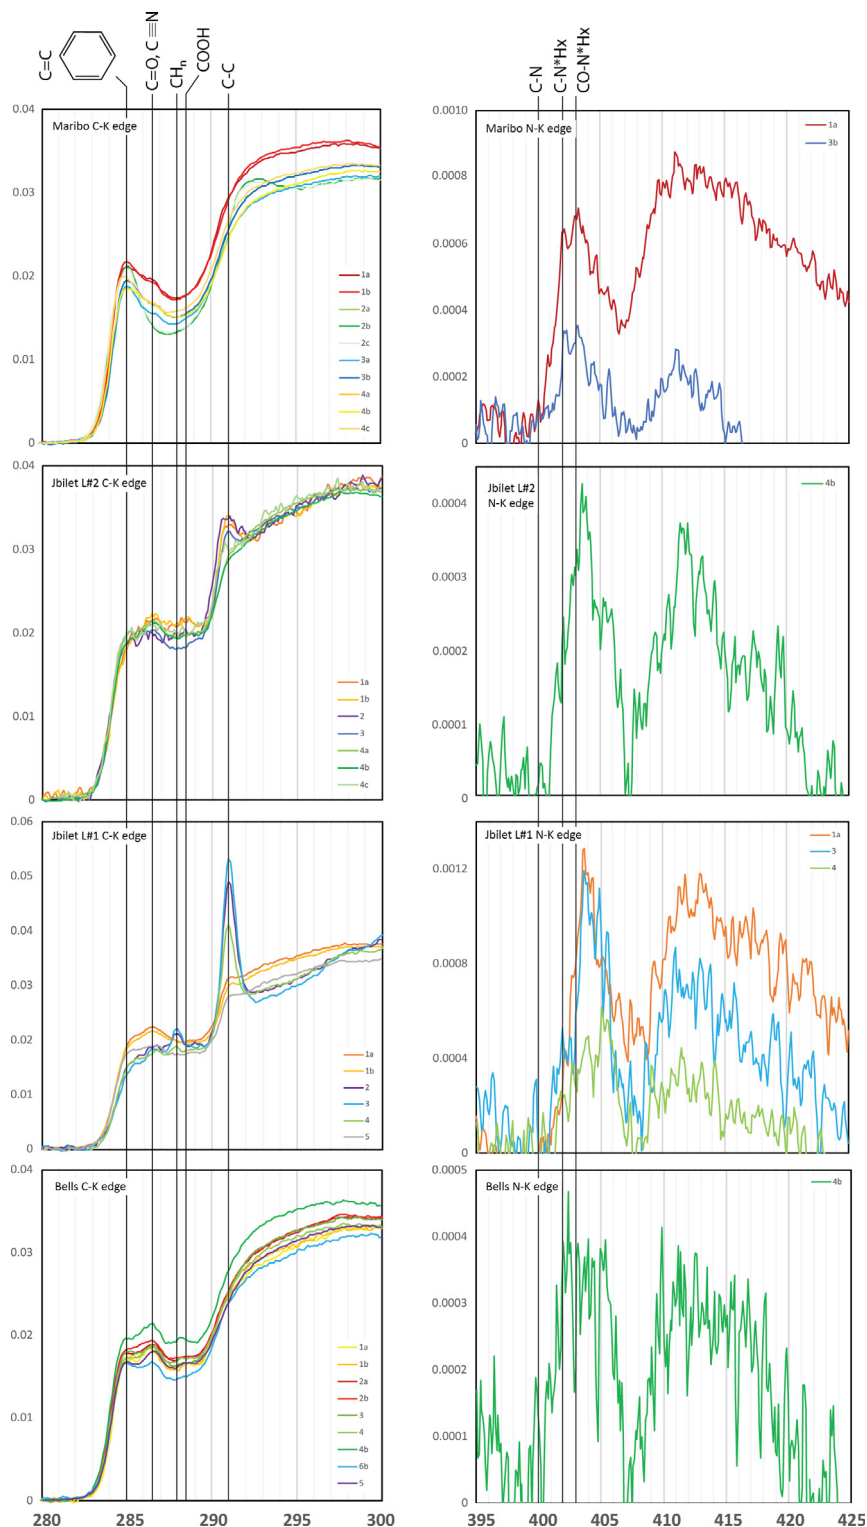 C=C
C=O, C≡N
CHn
COOH
C-C
C-N
C-N*Hx
CO-N*Hx
Maribo C-K edge
0.04
0.03
0.02
0.01
0
1a
1b
2a
2b
2c
3a
3b
4a
4b
4c
Maribo N-K edge
0.0010
0.0008
0.0006
0.0004
0.0002
0
1a
3b
Jbilet L#2 C-K edge
0.04
0.03
0.02
0.01
0
1a
1b
2
3
4a
4b
4c
Jbilet L#2
N-K edge
0.0004
0.0003
0.0002
0.0001
0
4b
Jbilet L#1 C-K edge
0.06
0.05
0.04
0.03
0.02
0.01
0
1a
1b
2
3
4
5
Jbilet L#1 N-K edge
0.0012
0.0008
0.0004
0
1a
3
4
Bells C-K edge
0.04
0.03
0.02
0.01
0
1a
1b
2a
2b
3
4
4b
6b
5
280 285 290 295 300
Bells N-K edge
0.0005
0.0004
0.0003
0.0002
0.0001
0
4b
395 400 405 410 415 420 425